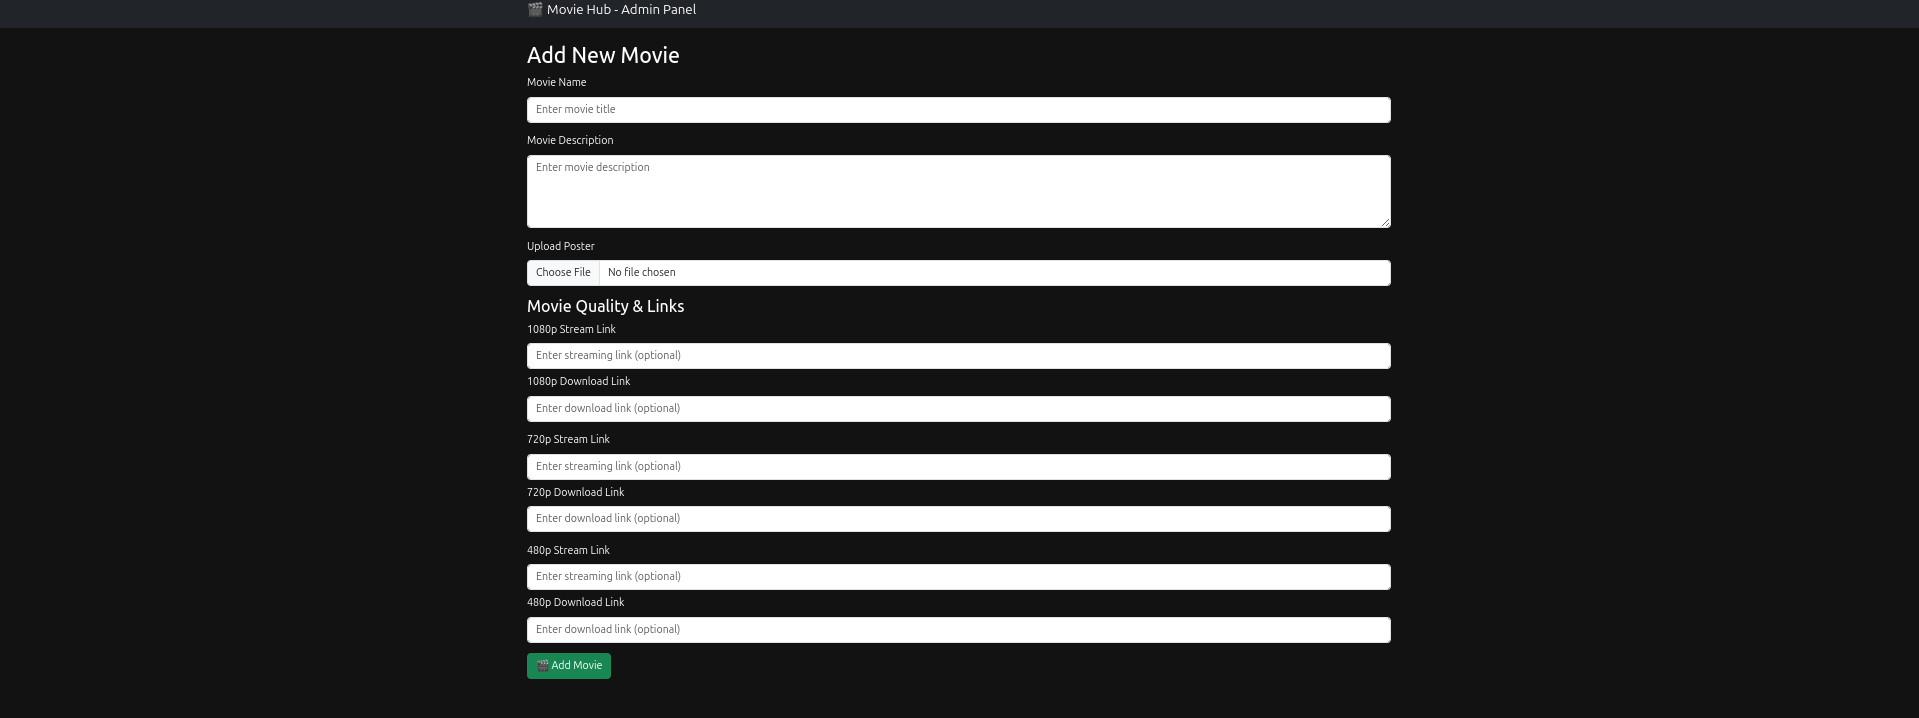 🎬 Movie Hub - Admin Panel
Add New Movie
Movie Name
Enter movie title
Movie Description
Enter movie description
Upload Poster
Choose File No file chosen
Movie Quality & Links
1080p Stream Link
Enter streaming link (optional)
1080p Download Link
Enter download link (optional)
720p Stream Link
Enter streaming link (optional)
720p Download Link
Enter download link (optional)
480p Stream Link
Enter streaming link (optional)
480p Download Link
Enter download link (optional)
🎬 Add Movie